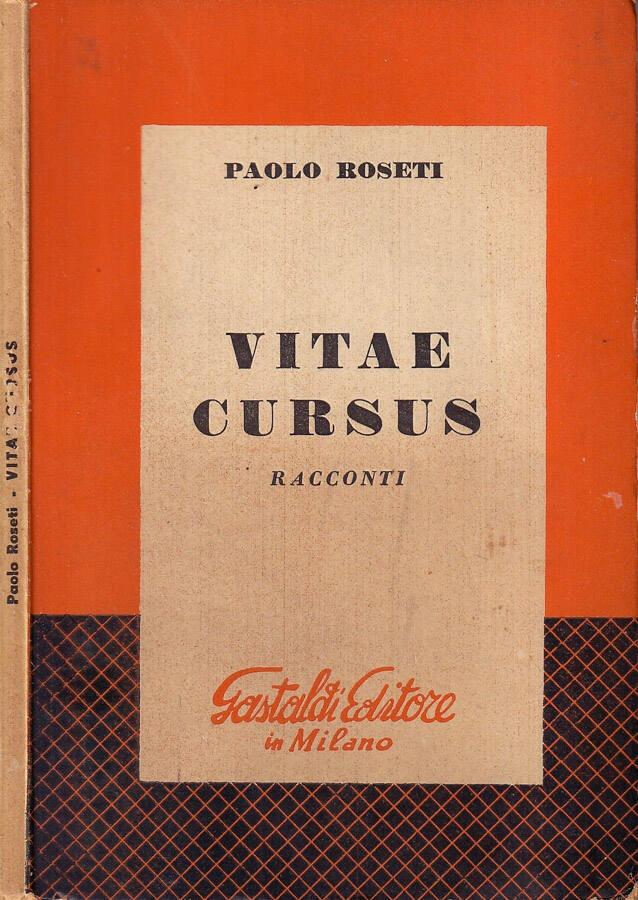 PAOLO ROSETI
VITAE
CURSUS
RACCONTI
Gastaldi Editore
in Milano
Paolo Roseti - VITAE CURSUS